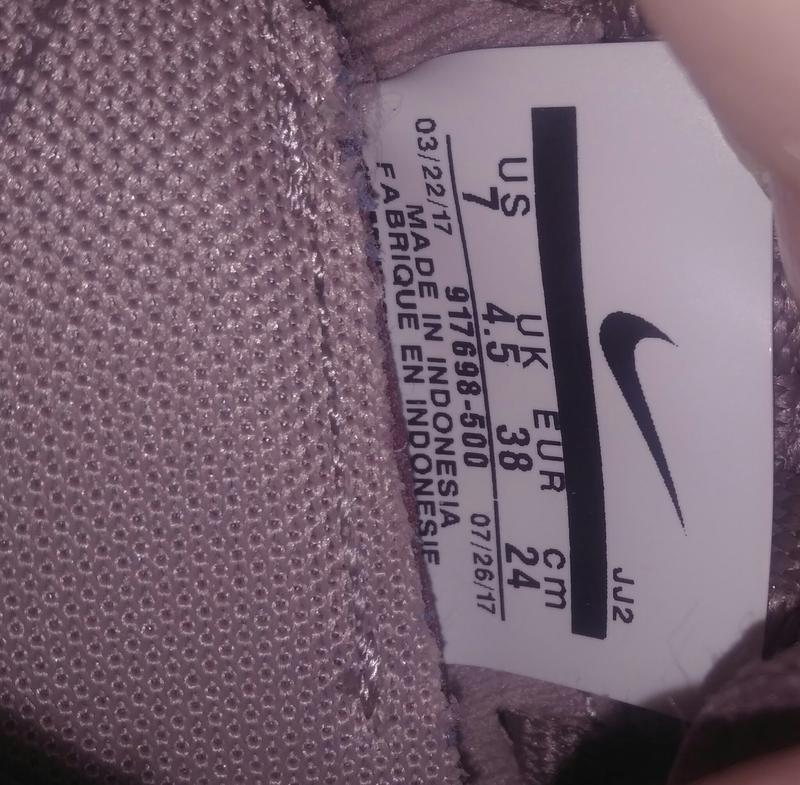 JJ2
US UK EUR cm
7 4.5 38 24
03/22/17 917698-500 07/26/17
MADE IN INDONESIA
FABRIQUE EN INDONESIE